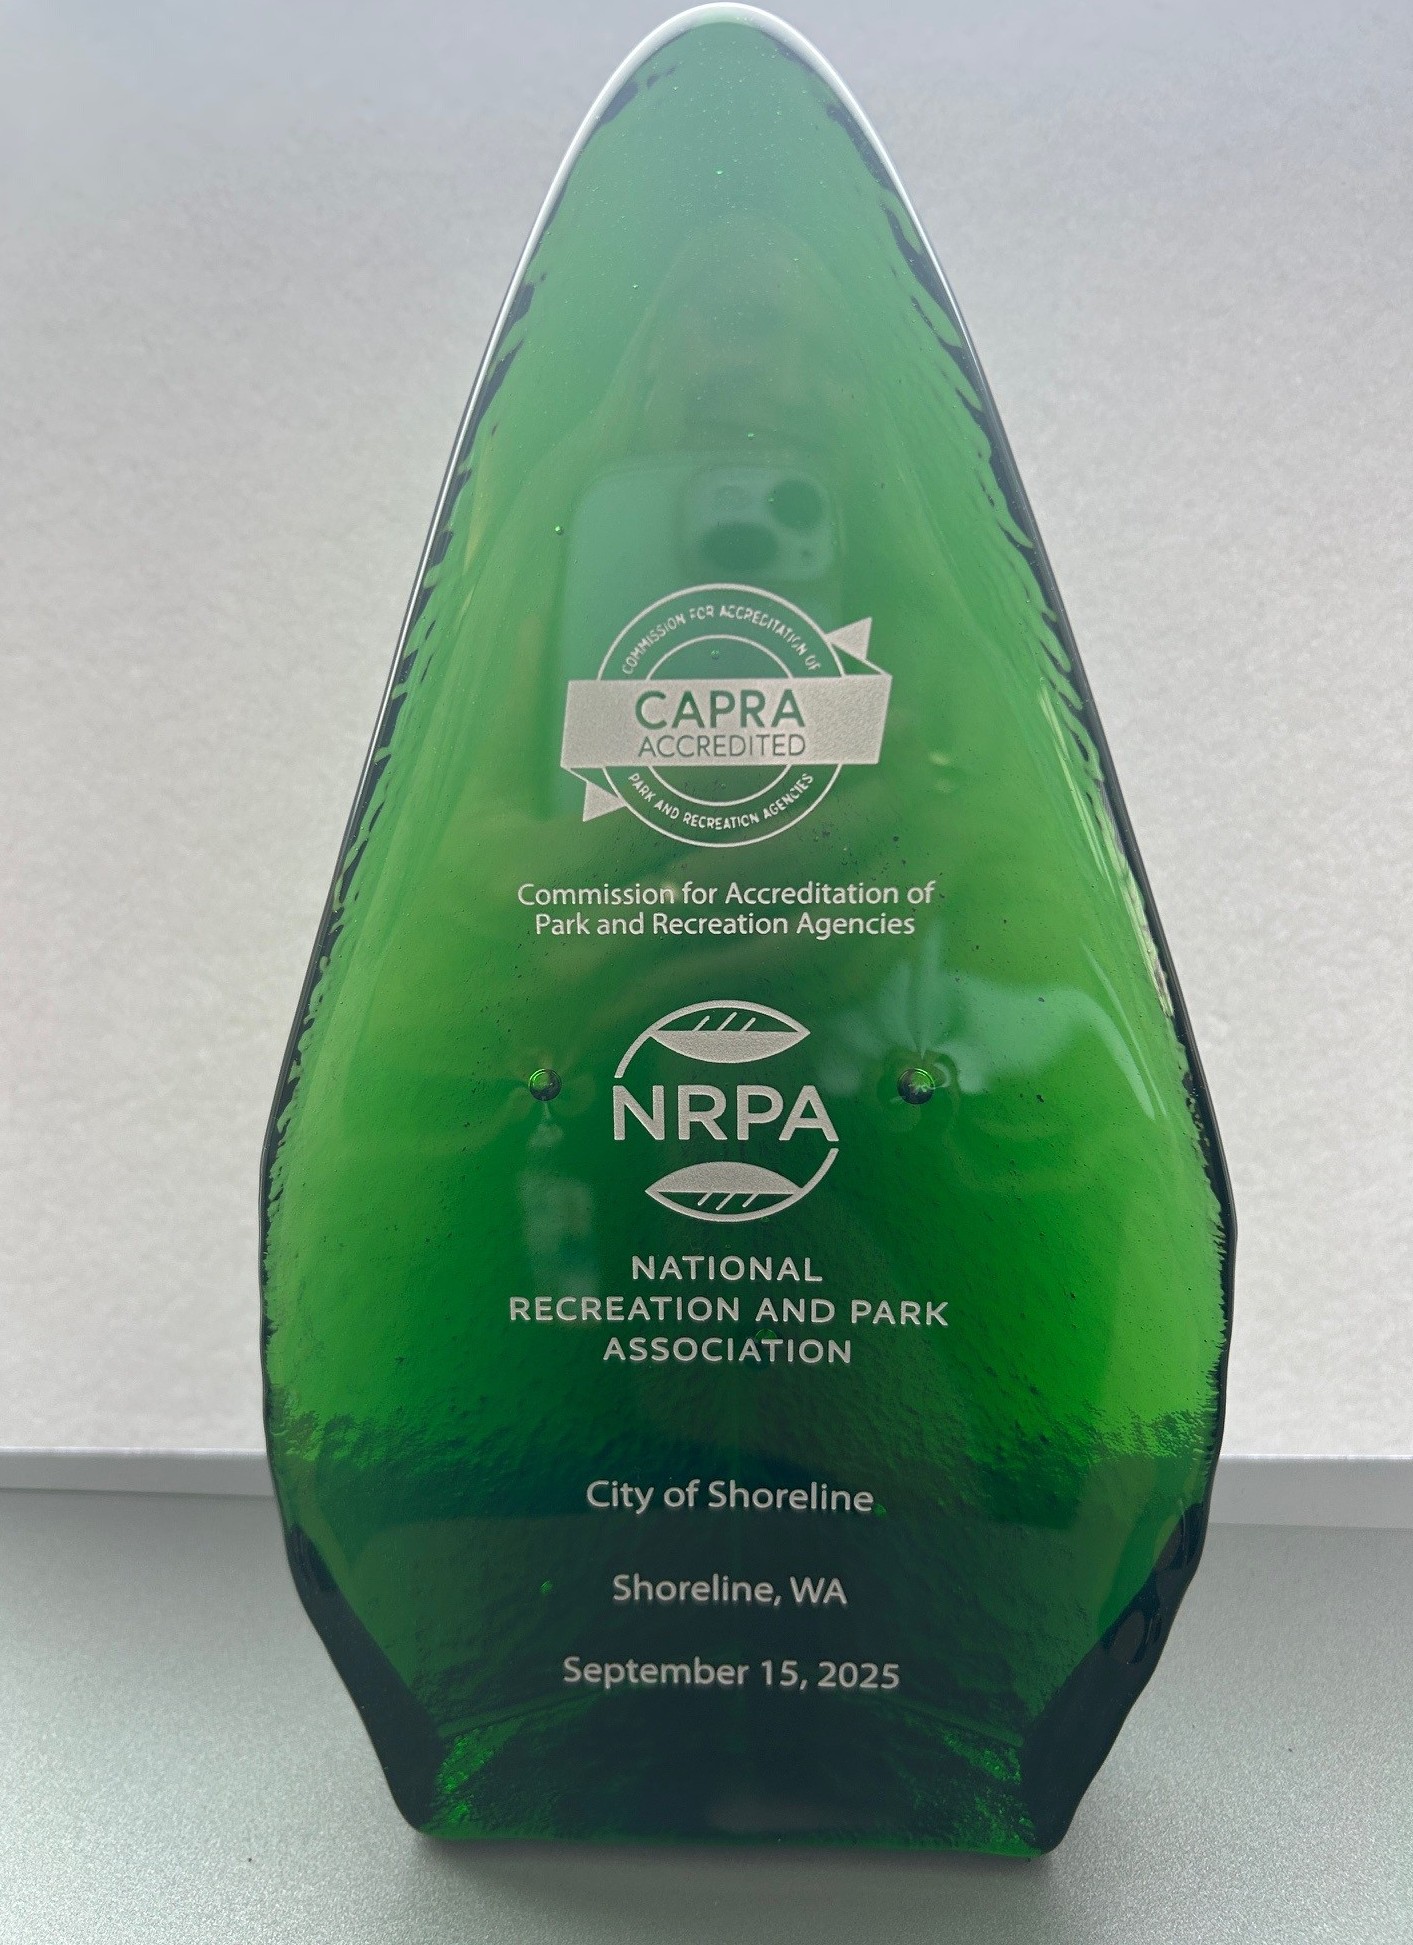 COMMISSION FOR ACCREDITATION OF
CAPRA
ACCREDITED
PARK AND RECREATION AGENCIES
Commission for Accreditation of
Park and Recreation Agencies
NRPA
NATIONAL
RECREATION AND PARK
ASSOCIATION
City of Shoreline
Shoreline, WA
September 15, 2025